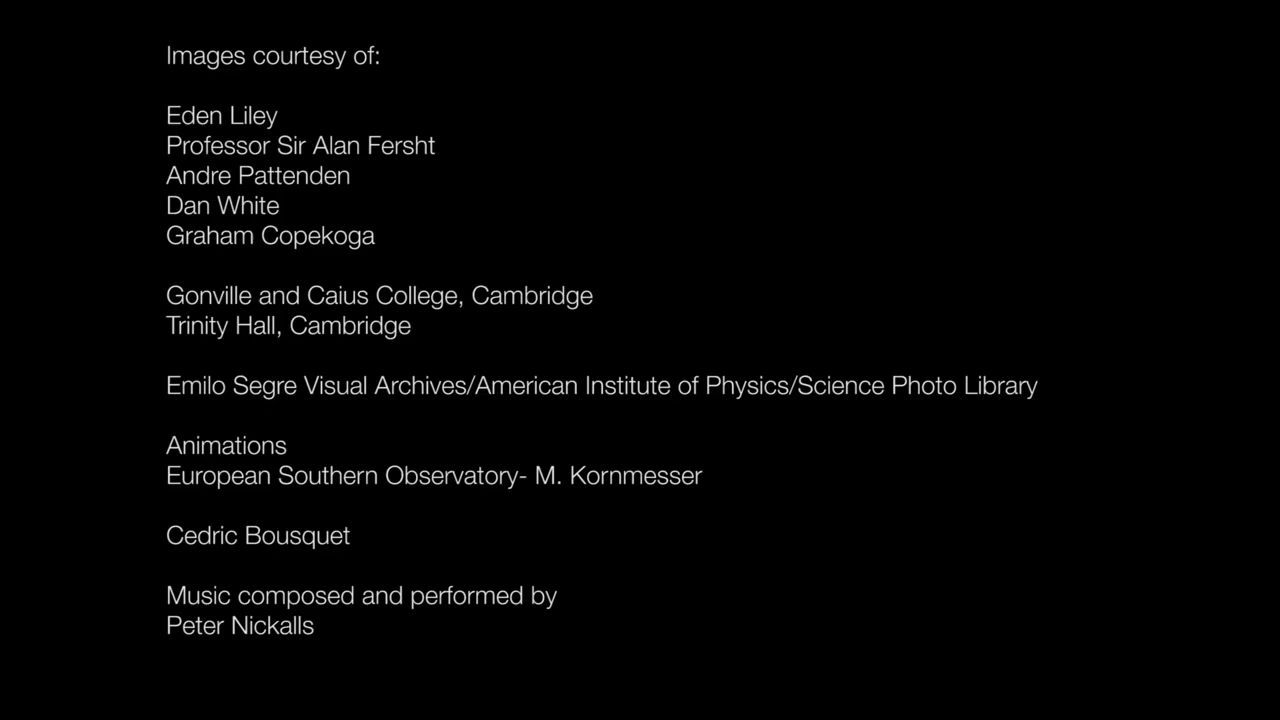 Images courtesy of:
Eden Liley
Professor Sir Alan Fersht
Andre Pattenden
Dan White
Graham Copekoga
Gonville and Caius College, Cambridge
Trinity Hall, Cambridge
Emilo Segre Visual Archives/American Institute of Physics/Science Photo Library
Animations
European Southern Observatory- M. Kornmesser
Cedric Bousquet
Music composed and performed by
Peter Nickalls